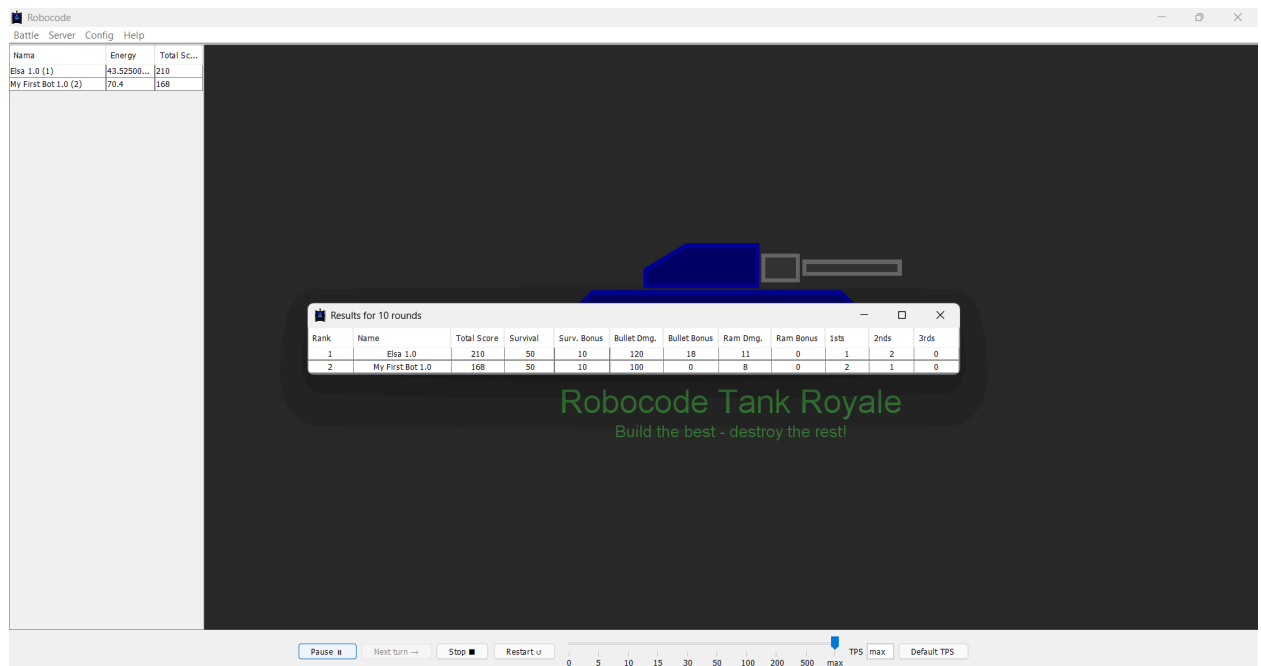 Robocode
Battle Server Config Help
Name Energy Total Sc...
Elsa 1.0 (1) 43.52500... 210
My First Bot 1.0 (2) 70.4 168
Results for 10 rounds
Rank Name Total Score Survival Surv. Bonus Bullet Dmg. Bullet Bonus Ram Dmg. Ram Bonus 1sts 2nds 3rds
1 Elsa 1.0 210 50 10 120 18 11 0 1 2 0
2 My First Bot 1.0 168 50 10 100 0 8 0 2 1 0
Robocode Tank Royale
Build the best - destroy the rest!
Pause Next turn → Stop Restart ↺ TPS max Default TPS
0 5 10 15 30 50 100 200 500 max